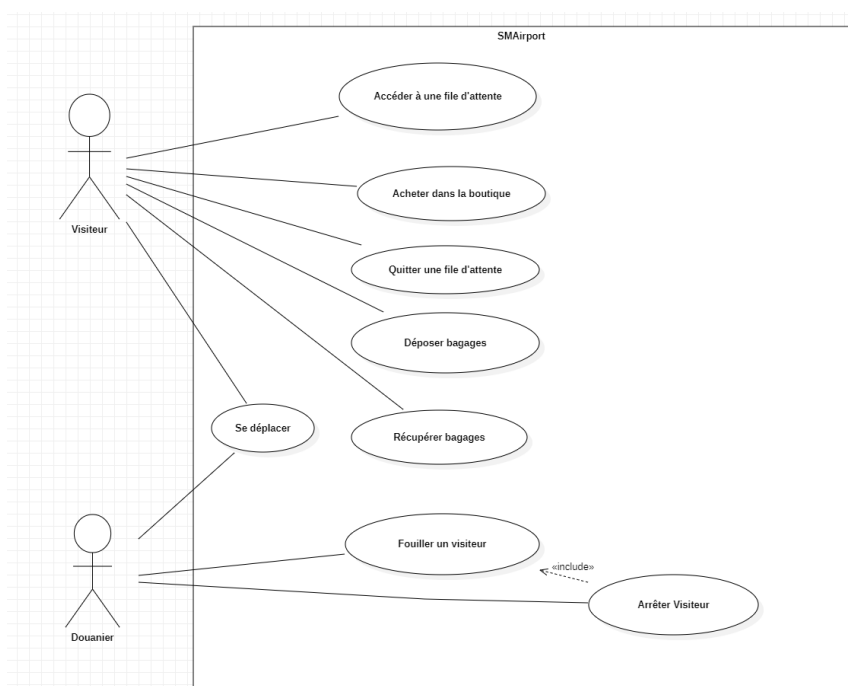 SMAirport
Accéder à une file d'attente
Acheter dans la boutique
Visiteur
Quitter une file d'attente
Déposer bagages
Se déplacer
Récupérer bagages
Fouiller un visiteur
«include»
Arrêter Visiteur
Douanier